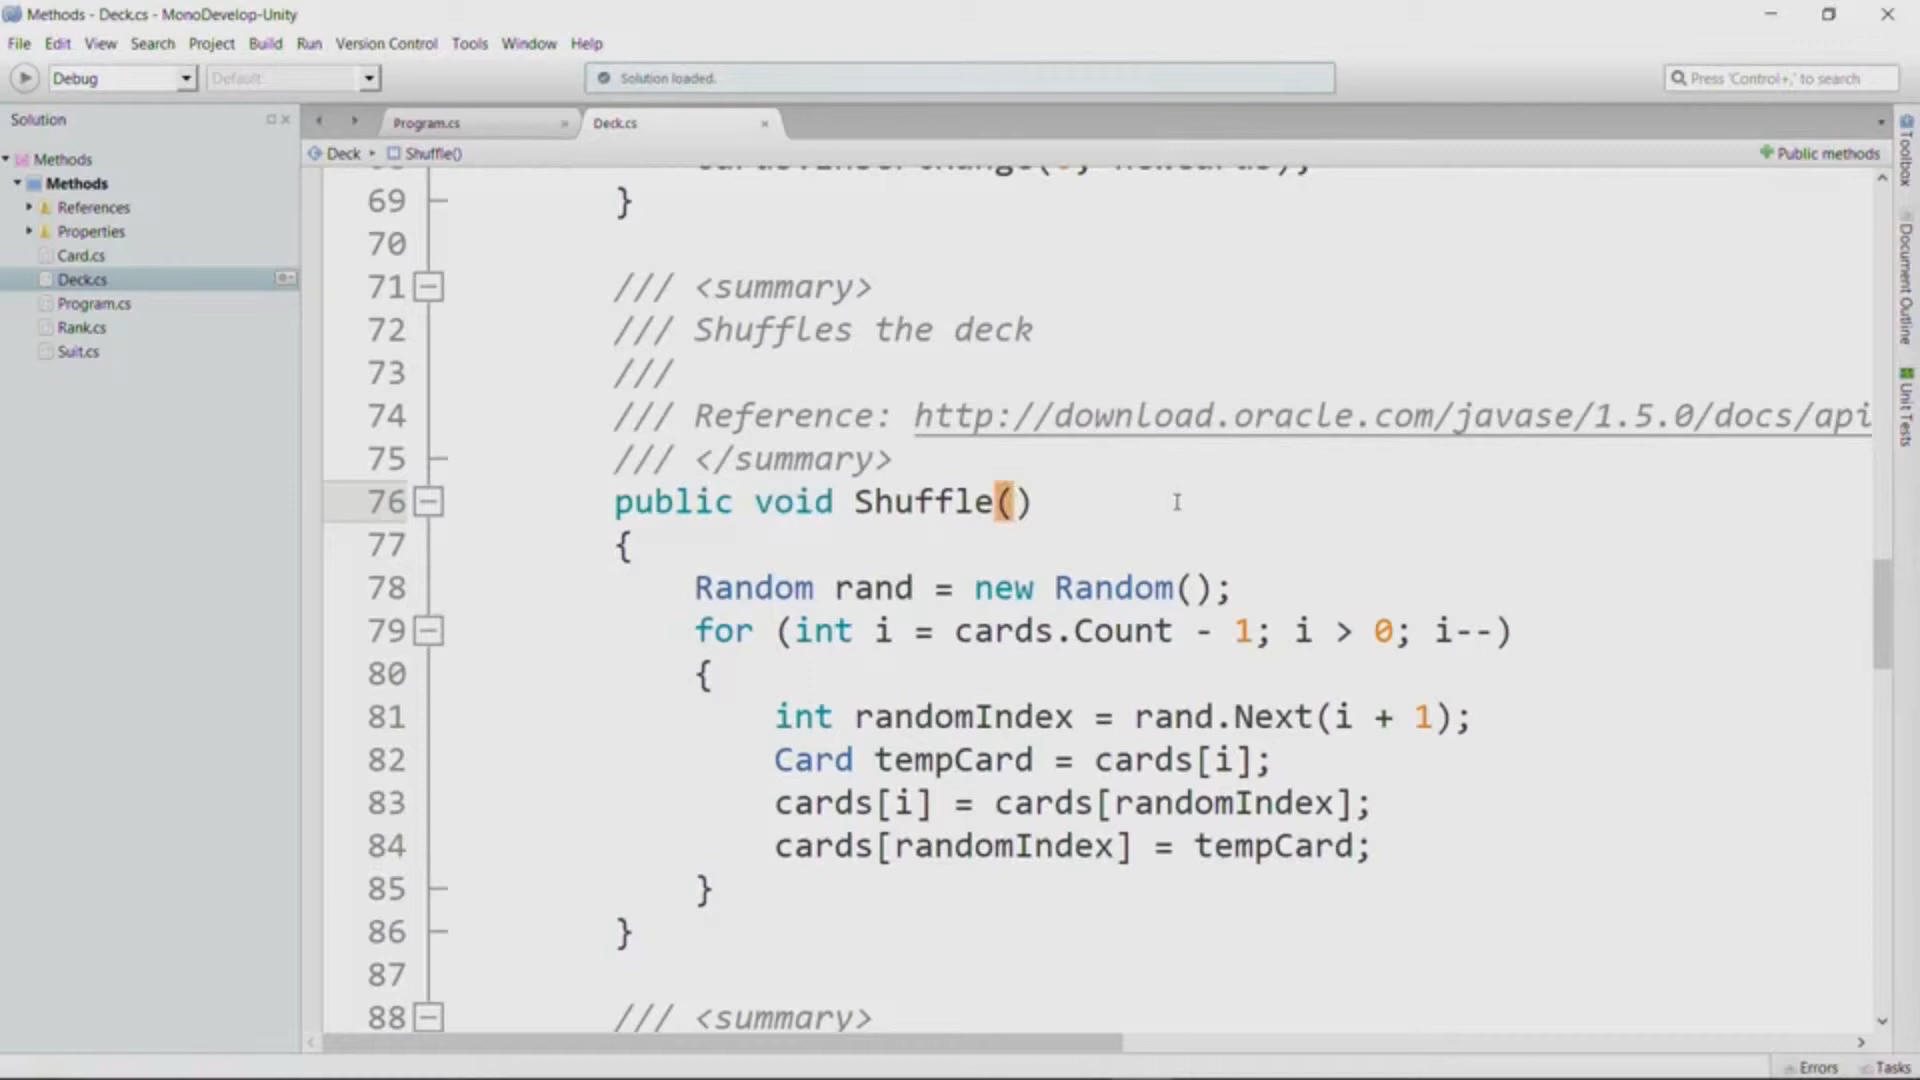 Methods - Deck.cs - MonoDevelop-Unity
File Edit View Search Project Build Run Version Control Tools Window Help
Debug Default Solution loaded. Press 'Control+,' to search
Solution
Program.cs Deck.cs
Deck Shuffle() Public methods
Methods
Methods
References
Properties
Card.cs
Deck.cs
Program.cs
Rank.cs
Suit.cs
69 }
70
71 /// <summary>
72 /// Shuffles the deck
73 ///
74 /// Reference: http://download.oracle.com/javase/1.5.0/docs/api
75 /// </summary>
76 public void Shuffle()
77 {
78 Random rand = new Random();
79 for (int i = cards.Count - 1; i > 0; i--)
80 {
81 int randomIndex = rand.Next(i + 1);
82 Card tempCard = cards[i];
83 cards[i] = cards[randomIndex];
84 cards[randomIndex] = tempCard;
85 }
86 }
87
88 /// <summary>
Toolbox
Document Outline
Unit Tests
Errors Tasks